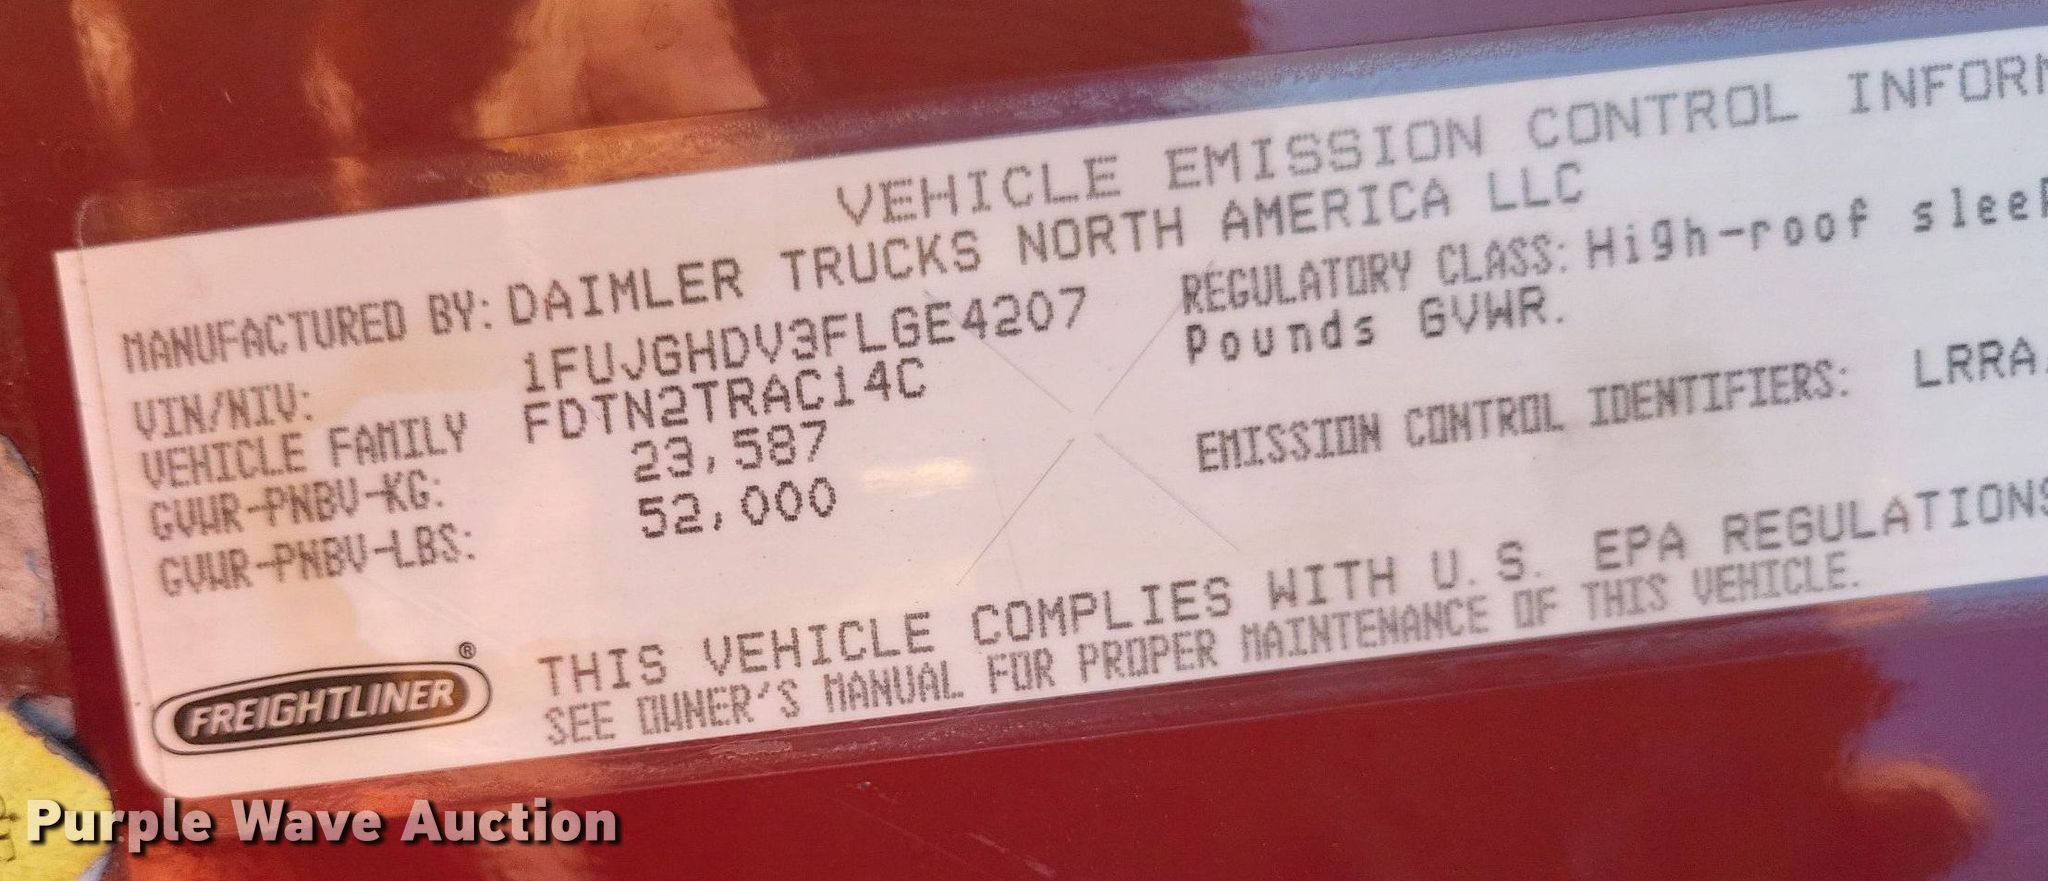 VEHICLE EMISSION CONTROL INFORM
MANUFACTURED BY: DAIMLER TRUCKS NORTH AMERICA LLC
VIN/NIV: 1FUJGHDV3FLGE4207
VEHICLE FAMILY FDTN2TRAC14C
GVWR-PNBV-KG: 23,587
GVWR-PNBV-LBS: 52,000
REGULATORY CLASS: High-roof sleep
Pounds GVWR.
EMISSION CONTROL IDENTIFIERS: LRRA
THIS VEHICLE COMPLIES WITH U.S. EPA REGULATIONS
SEE OWNER'S MANUAL FOR PROPER MAINTENANCE OF THIS VEHICLE.
FREIGHTLINER®
Purple Wave Auction